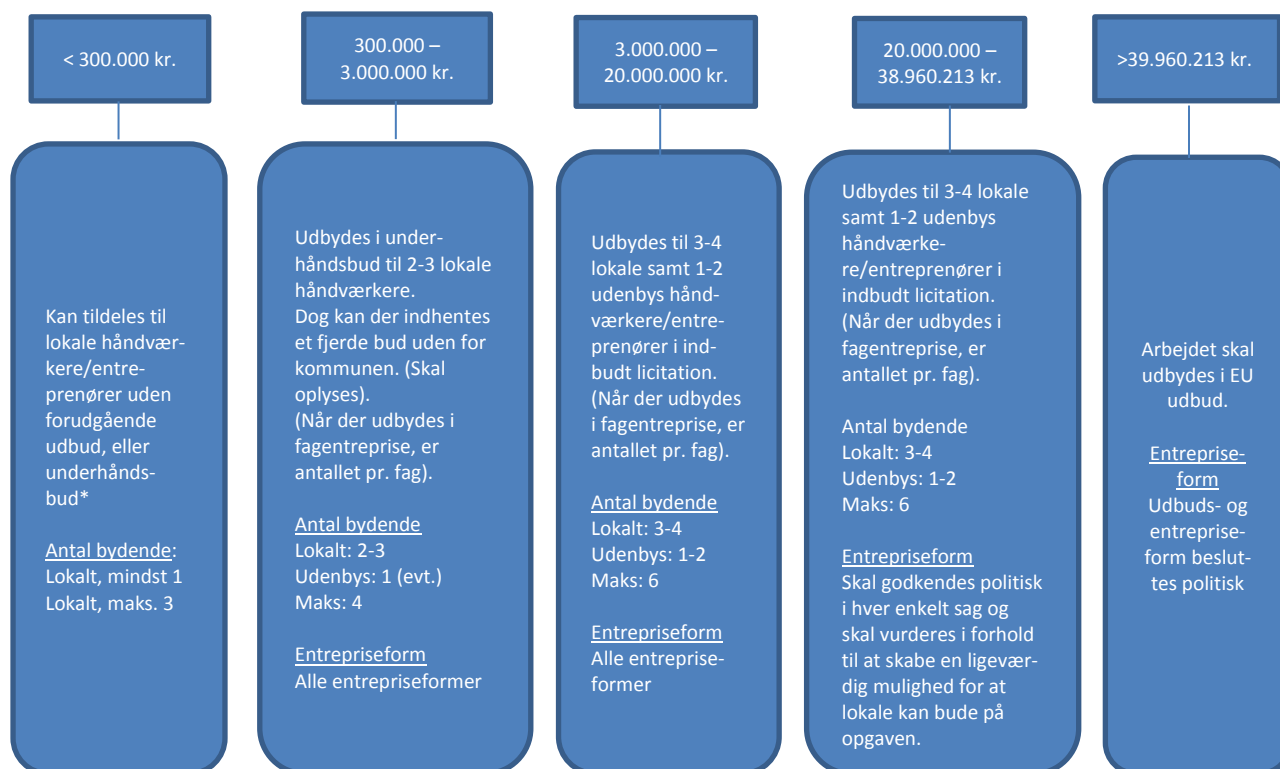 < 300.000 kr.
Kan tildeles til
lokale håndvær-
kere/entre-
prenører uden
forudgående
udbud, eller
underhånds-
bud*
Antal bydende:
Lokalt, mindst 1
Lokalt, maks. 3
300.000 –
3.000.000 kr.
Udbydes i under-
håndsbud til 2-3 lokale
håndværkere.
Dog kan der indhentes
et fjerde bud uden for
kommunen. (Skal
oplyses).
(Når der udbydes i
fagentreprise, er
antallet pr. fag).
Antal bydende
Lokalt: 2-3
Udenbys: 1 (evt.)
Maks: 4
Entrepriseform
Alle entrepriseformer
3.000.000 –
20.000.000 kr.
Udbydes til 3-4
lokale samt 1-2
udenbys hånd-
værkere/entre-
prenører i ind-
budt licitation.
(Når der udbydes
i fagentreprise, er
antallet pr. fag).
Antal bydende
Lokalt: 3-4
Udenbys: 1-2
Maks: 6
Entrepriseform
Alle entreprise-
former
20.000.000 –
38.960.213 kr.
Udbydes til 3-4 lokale
samt 1-2 udenbys
håndværke-
re/entreprenører i
indbudt licitation.
(Når der udbydes i
fagentreprise, er
antallet pr. fag).
Antal bydende
Lokalt: 3-4
Udenbys: 1-2
Maks: 6
Entrepriseform
Skal godkendes politisk
i hver enkelt sag og
skal vurderes i forhold
til at skabe en ligevær-
dig mulighed for at
lokale kan bude på
opgaven.
>39.960.213 kr.
Arbejdet skal
udbydes i EU
udbud.
Entreprise-
form
Udbuds- og
entreprise-
form beslut-
tes politisk